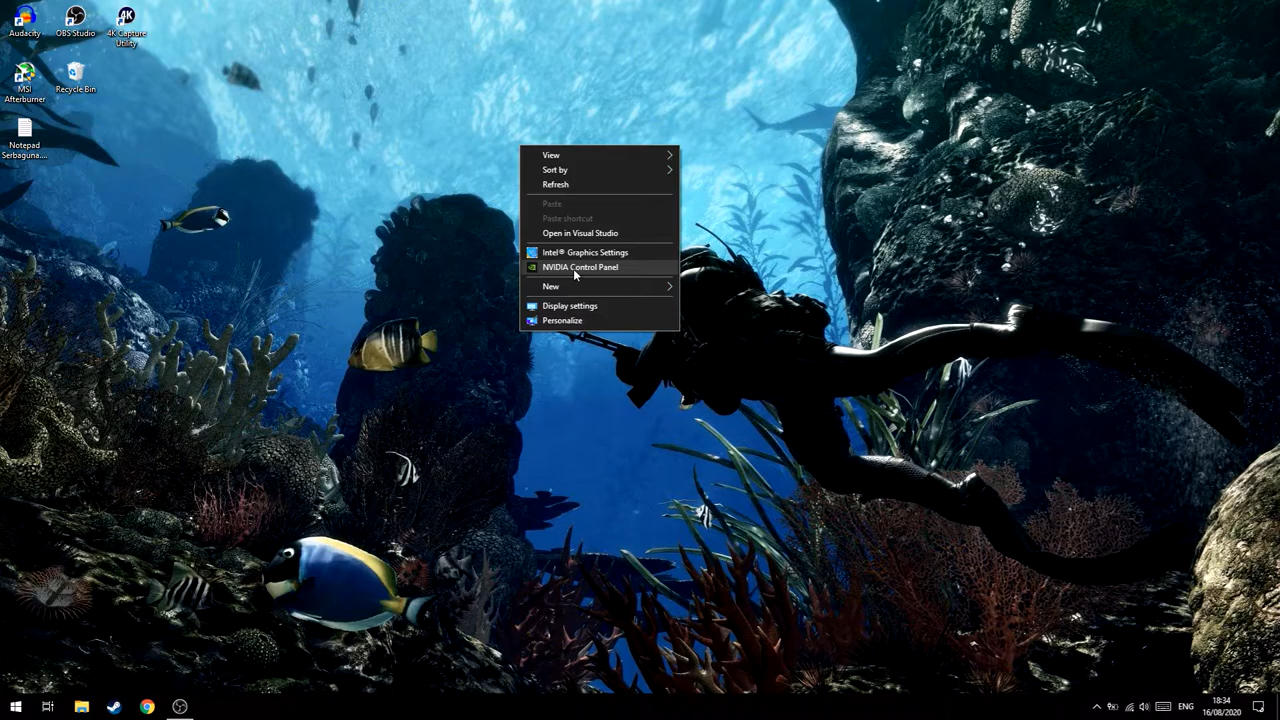 Audacity
OBS Studio
4K Capture
Utility
MSI
Afterburner
Recycle Bin
Notepad
Serbaguna....
View
Sort by
Refresh
Paste
Paste shortcut
Open in Visual Studio
Intel® Graphics Settings
NVIDIA Control Panel
New
Display settings
Personalize
ENG
18:34
16/08/2020